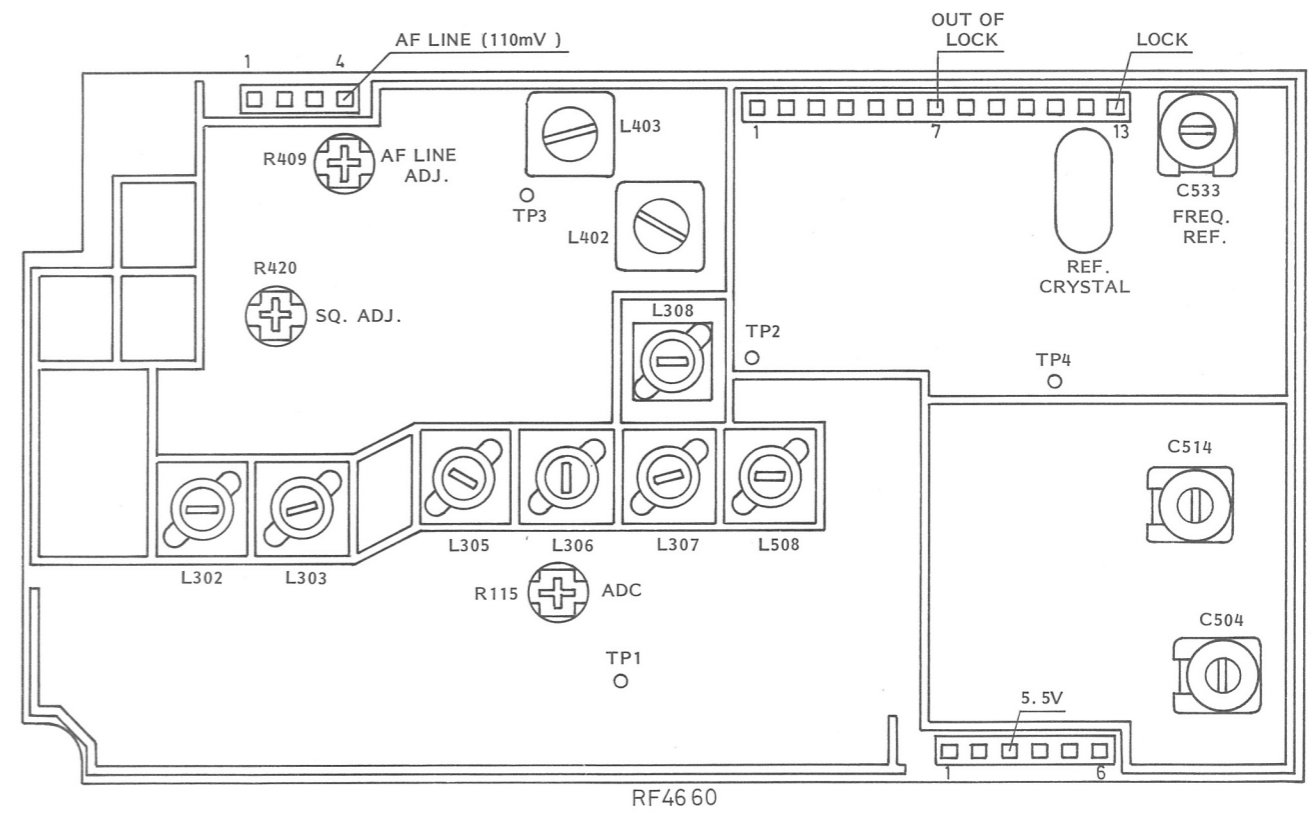 OUT OF
LOCK
LOCK
AF LINE (110mV )
1
4
1
7
13
L403
R409
AF LINE
ADJ.
TP3
C533
FREQ.
REF.
L402
R420
SQ. ADJ.
REF.
CRYSTAL
L308
TP2
TP4
C514
L302
L303
L305
L306
L307
L508
R115
ADC
C504
TP1
5.5V
1
6
RF4660